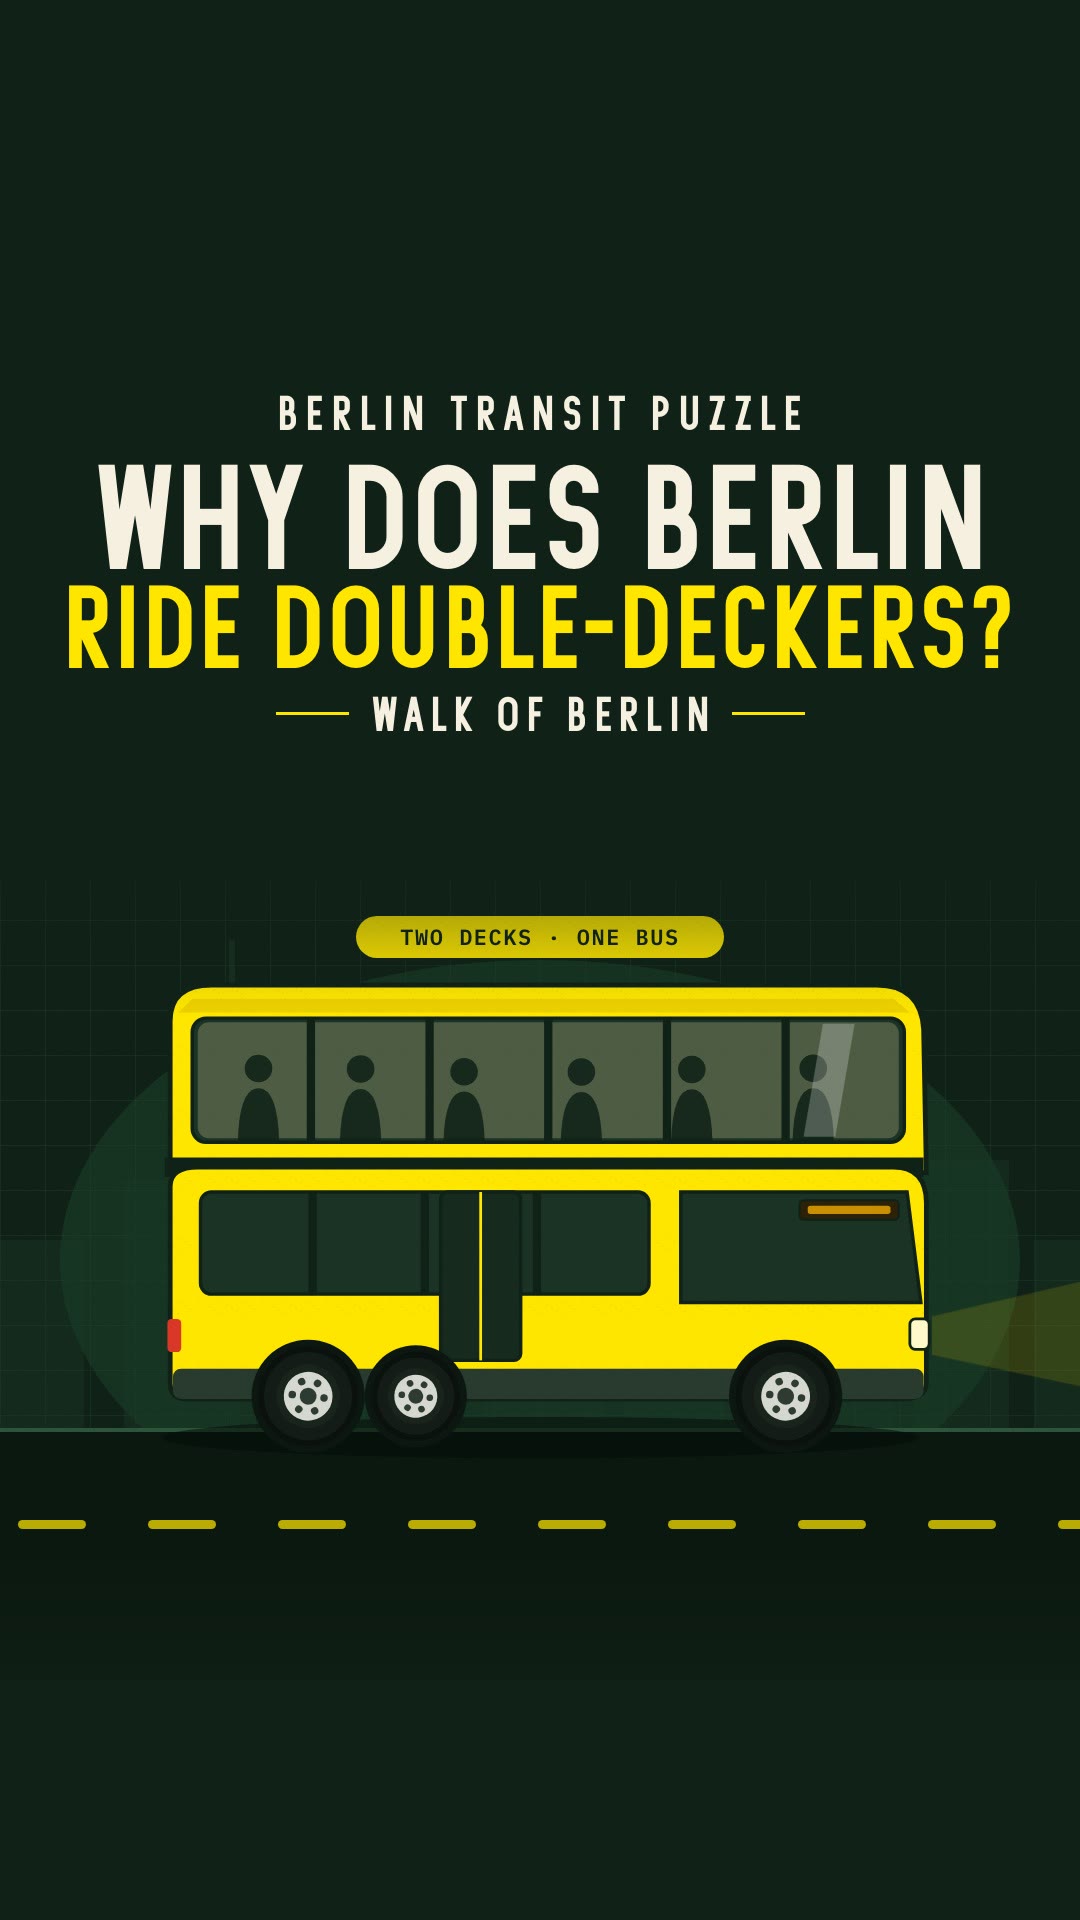 BERLIN TRANSIT PUZZLE
WHY DOES BERLIN
RIDE DOUBLE-DECKERS?
WALK OF BERLIN
TWO DECKS · ONE BUS